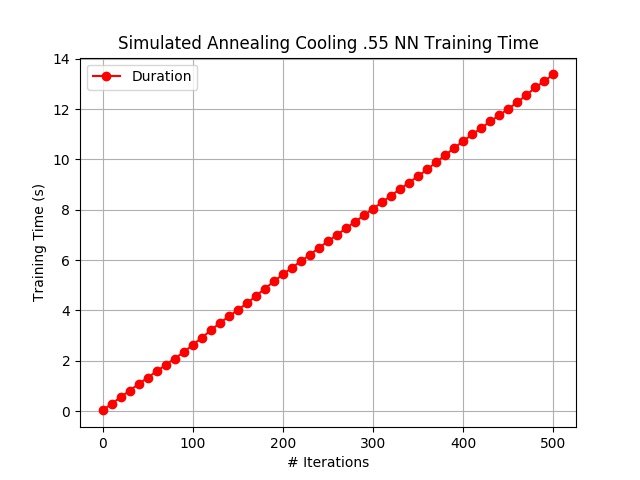 Simulated Annealing Cooling .55 NN Training Time
Duration
Training Time (s)
14
12
10
8
6
4
2
0
0 100 200 300 400 500
# Iterations